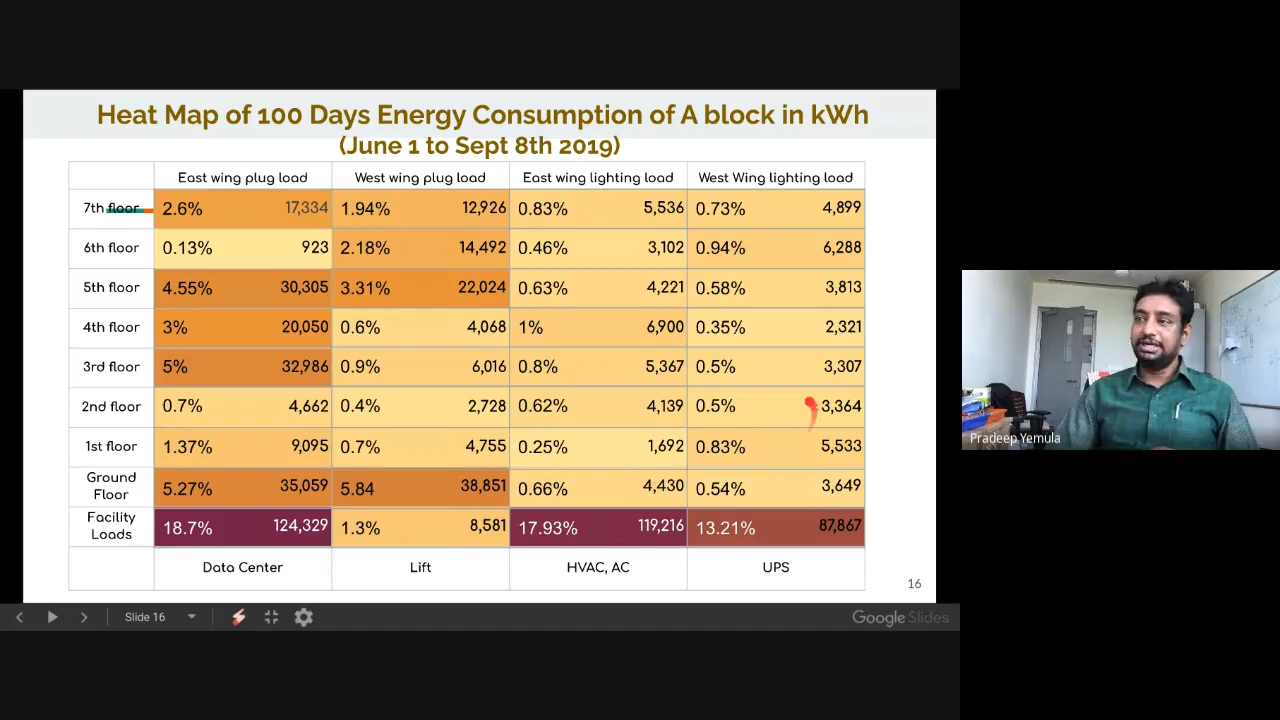 Heat Map of 100 Days Energy Consumption of A block in kWh
(June 1 to Sept 8th 2019)
East wing plug load West wing plug load East wing lighting load West Wing lighting load
7th floor 2.6% 17,334 1.94% 12,926 0.83% 5,536 0.73% 4,899
6th floor 0.13% 923 2.18% 14,492 0.46% 3,102 0.94% 6,288
5th floor 4.55% 30,305 3.31% 22,024 0.63% 4,221 0.58% 3,813
4th floor 3% 20,050 0.6% 4,068 1% 6,900 0.35% 2,321
3rd floor 5% 32,986 0.9% 6,016 0.8% 5,367 0.5% 3,307
2nd floor 0.7% 4,662 0.4% 2,728 0.62% 4,139 0.5% 3,364
1st floor 1.37% 9,095 0.7% 4,755 0.25% 1,692 0.83% 5,533
Ground
Floor 5.27% 35,059 5.84 38,851 0.66% 4,430 0.54% 3,649
Facility
Loads 18.7% 124,329 1.3% 8,581 17.93% 119,216 13.21% 87,867
Data Center Lift HVAC, AC UPS
16
Slide 16
Google Slides
Pradeep Yemula